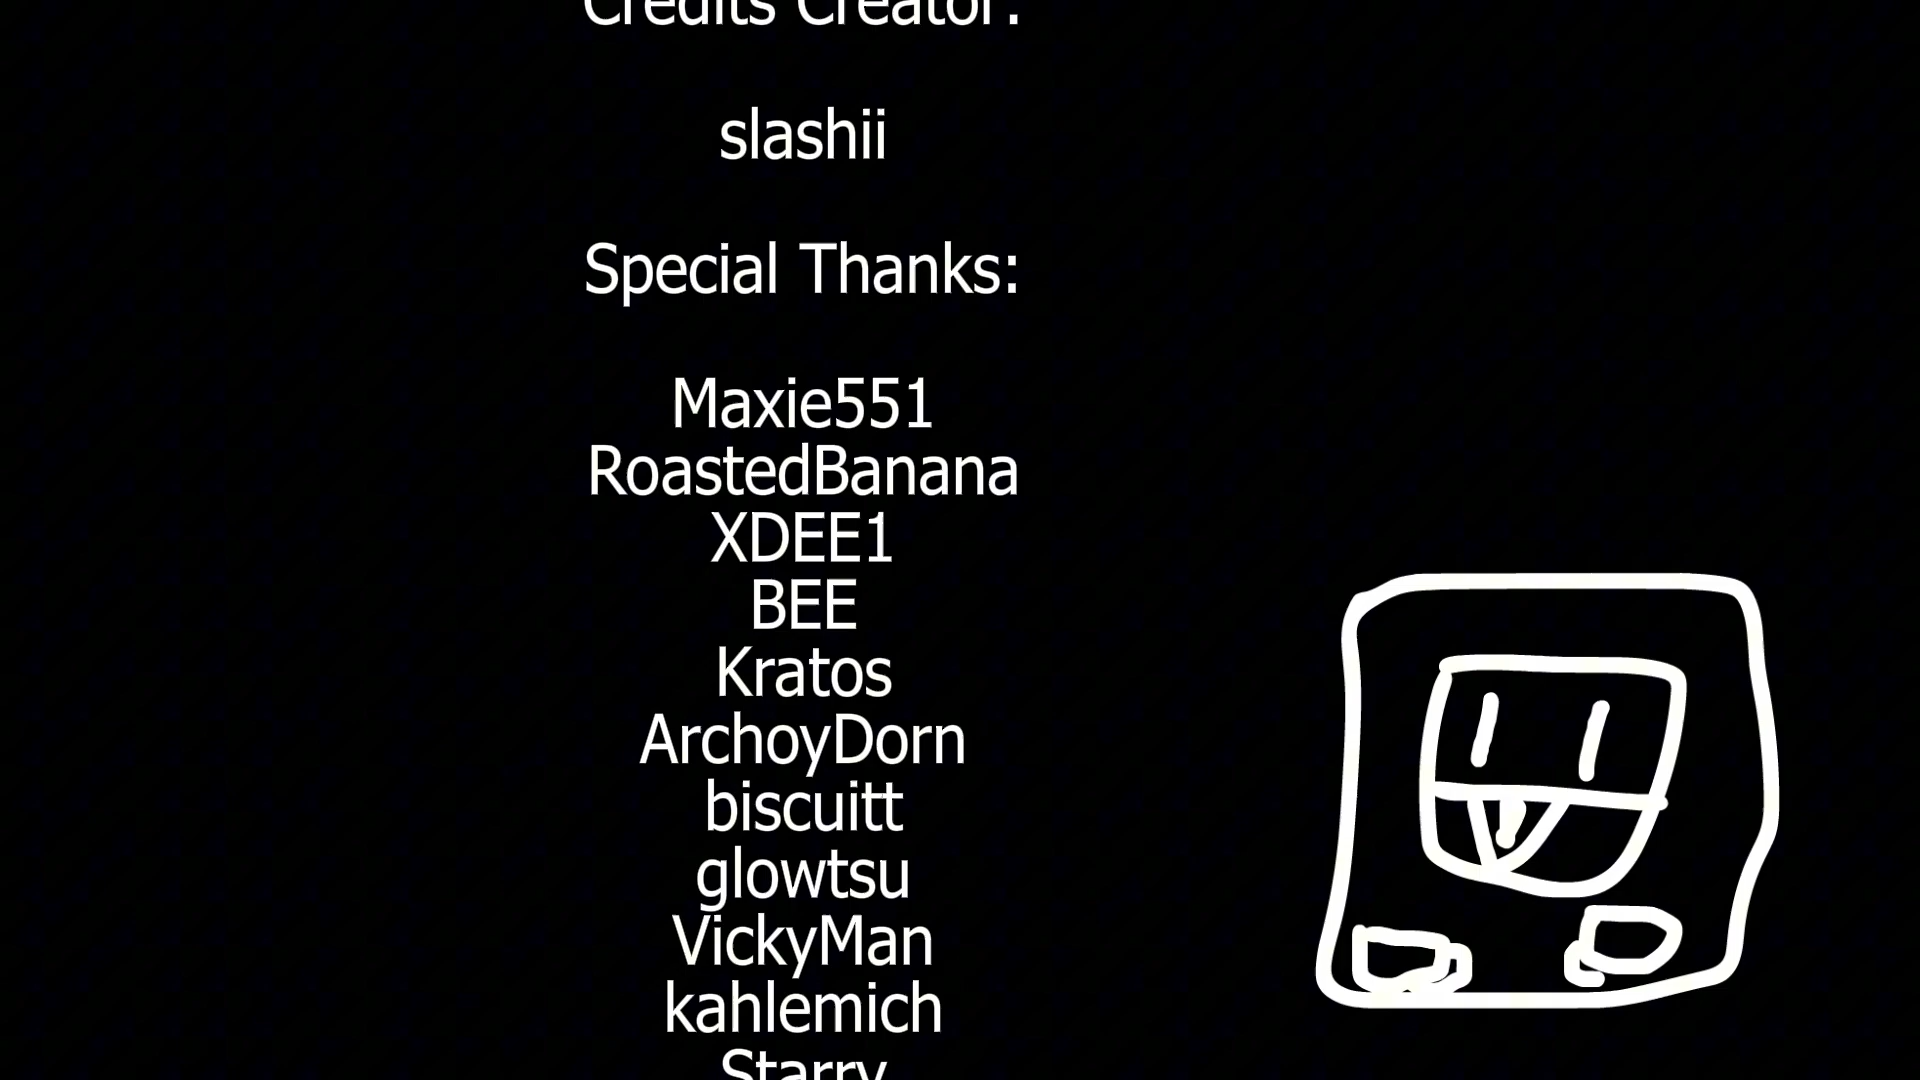 Credits Creator:
slashii
Special Thanks:
Maxie551
RoastedBanana
XDEE1
BEE
Kratos
ArchoyDorn
biscuitt
glowtsu
VickyMan
kahlemich
Starry